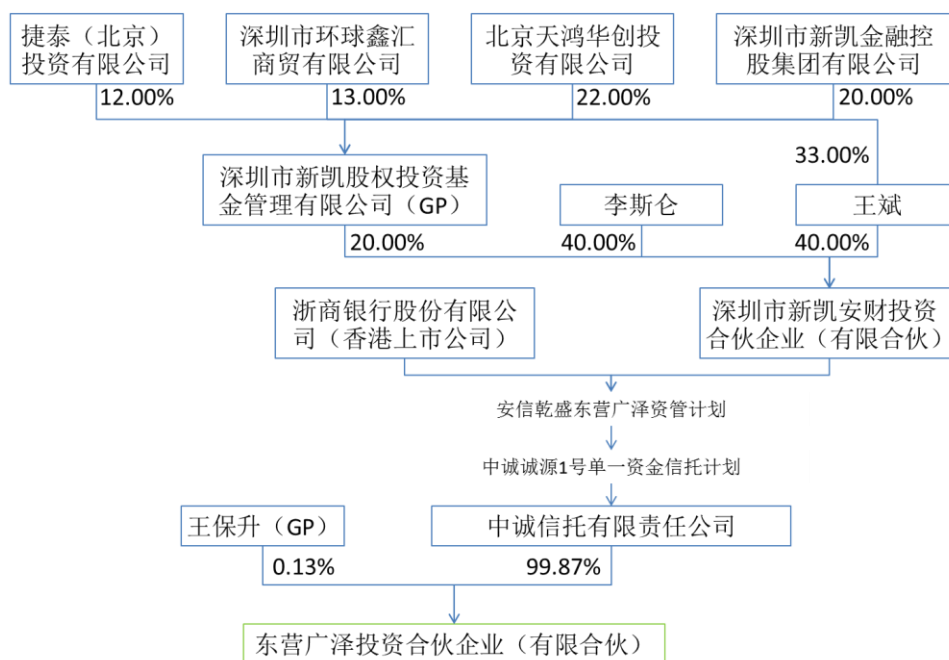 捷泰（北京）
投资有限公司
深圳市环球鑫汇
商贸有限公司
北京天鸿华创投
资有限公司
深圳市新凯金融控
股集团有限公司
12.00%
13.00%
22.00%
20.00%
33.00%
深圳市新凯股权投资基
金管理有限公司（GP）
李斯仑
王斌
20.00%
40.00%
40.00%
浙商银行股份有限公
司（香港上市公司）
深圳市新凯安财投资
合伙企业（有限合伙）
安信乾盛东营广泽资管计划
中诚诚源1号单一资金信托计划
王保升（GP）
中诚信托有限责任公司
0.13%
99.87%
东营广泽投资合伙企业（有限合伙）